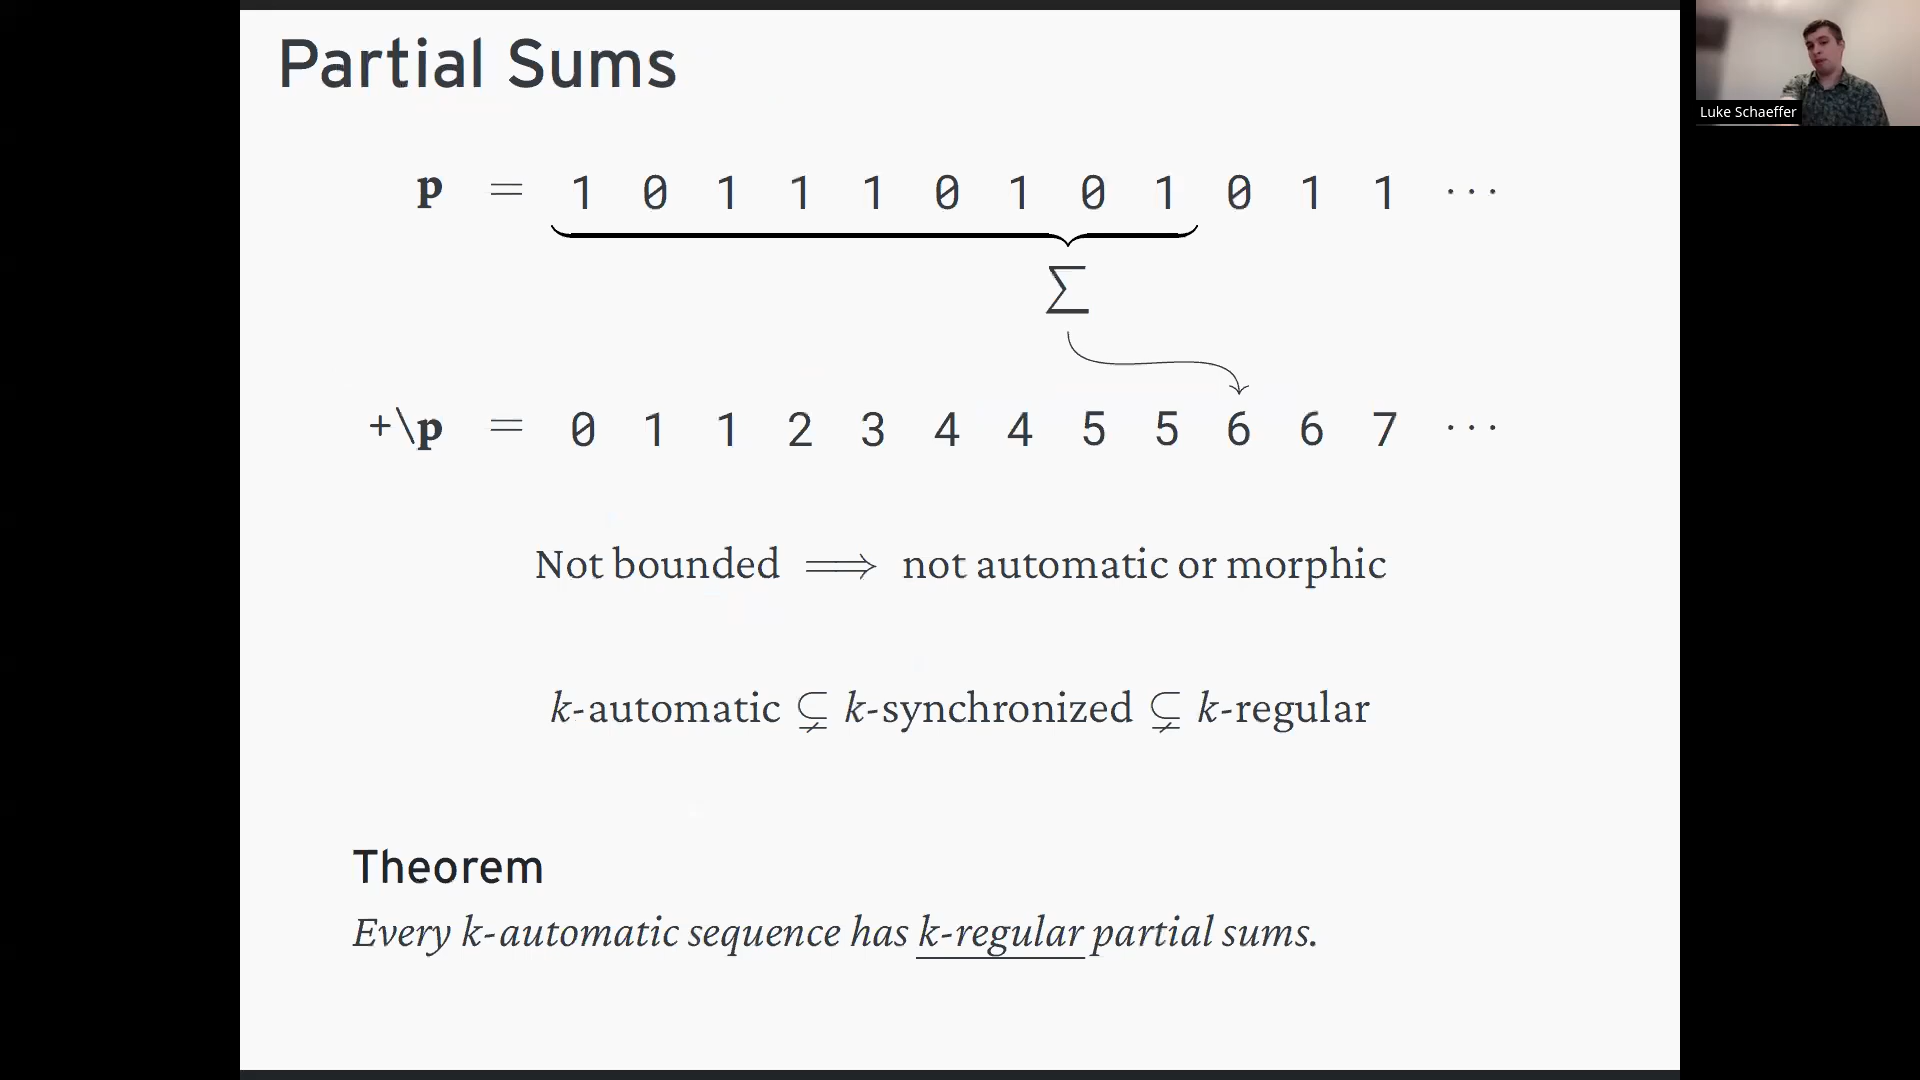 Partial Sums
Luke Schaeffer
p = 1 0 1 1 1 0 1 0 1 0 1 1 ···
∑
+\p = 0 1 1 2 3 4 4 5 5 6 6 7 ···
Not bounded ⟹ not automatic or morphic
k-automatic ⊊ k-synchronized ⊊ k-regular
Theorem
Every k-automatic sequence has k-regular partial sums.